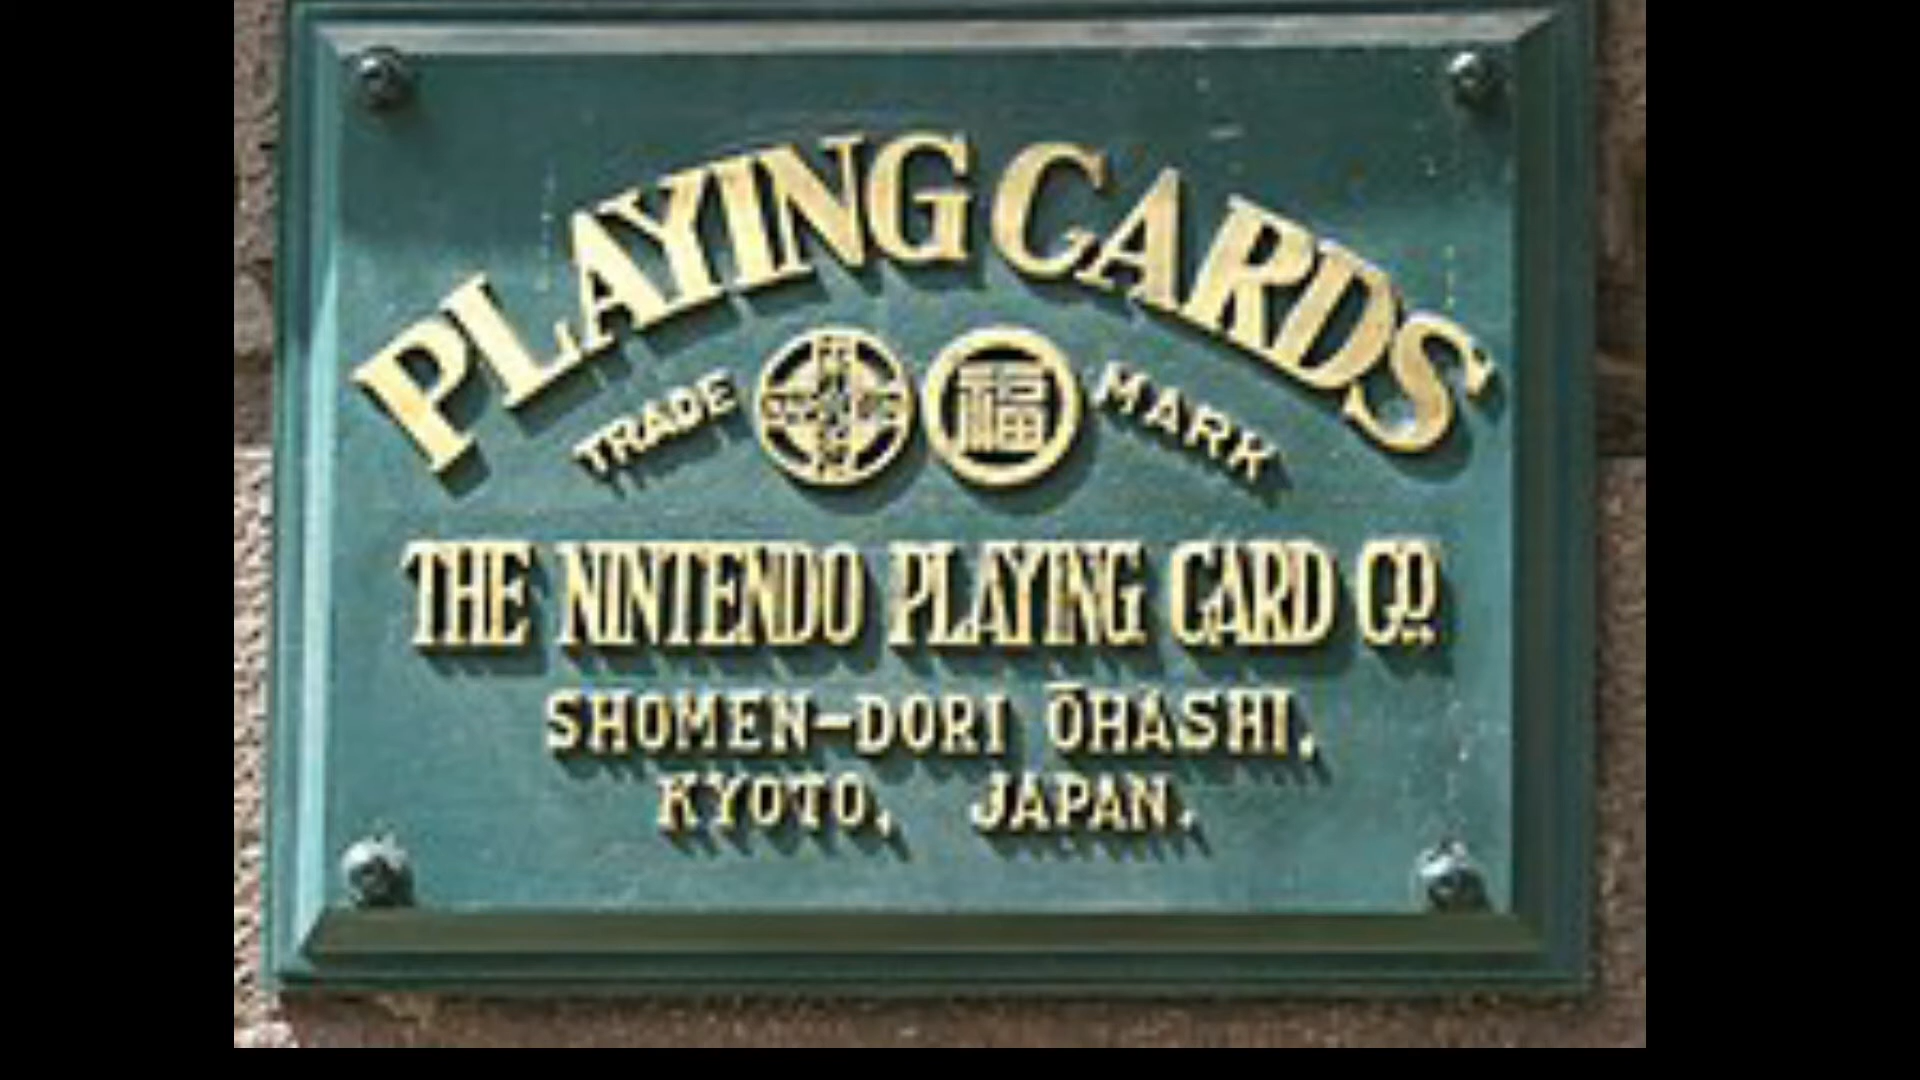 PLAYING CARDS
TRADE 福 MARK
THE NINTENDO PLAYING CARD CO.
SHOMEN-DORI ŌHASHI,
KYOTO, JAPAN.